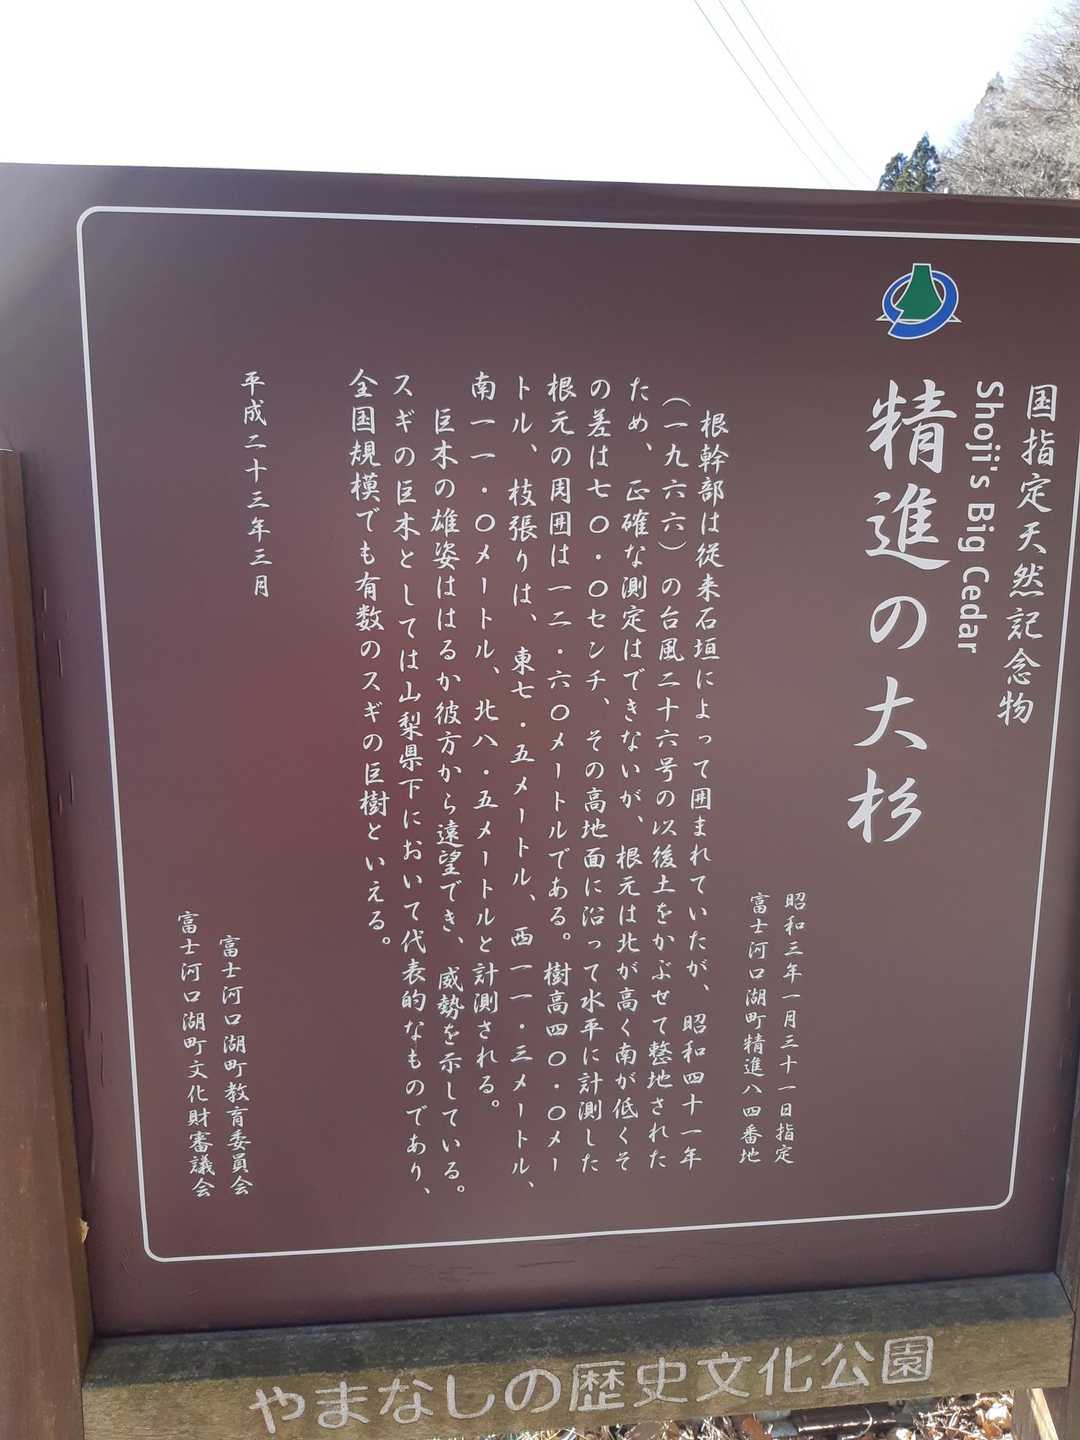 国指定天然記念物
Shoji's Big Cedar
精進の大杉
昭和三年一月三十一日指定
富士河口湖町精進八四番地
根幹部は従来石垣によって囲まれていたが、昭和四十一年
(一九六六)の台風二十六号の以後土をかぶせて整地された
ため、正確な測定はできないが、根元は北が高く南が低くそ
の差は七〇・〇センチ、その高地面に沿って水平に計測した
根元の周囲は一二・六〇メートルである。樹高四〇・〇メー
トル、枝張りは、東七・五メートル、西一一・三メートル、
南一一・〇メートル、北八・五メートルと計測される。
巨木の雄姿ははるか彼方から遠望でき、威勢を示している。
スギの巨木としては山梨県下において代表的なものであり、
全国規模でも有数のスギの巨樹といえる。
平成二十三年三月
富士河口湖町教育委員会
富士河口湖町文化財審議会
やまなしの歴史文化公園